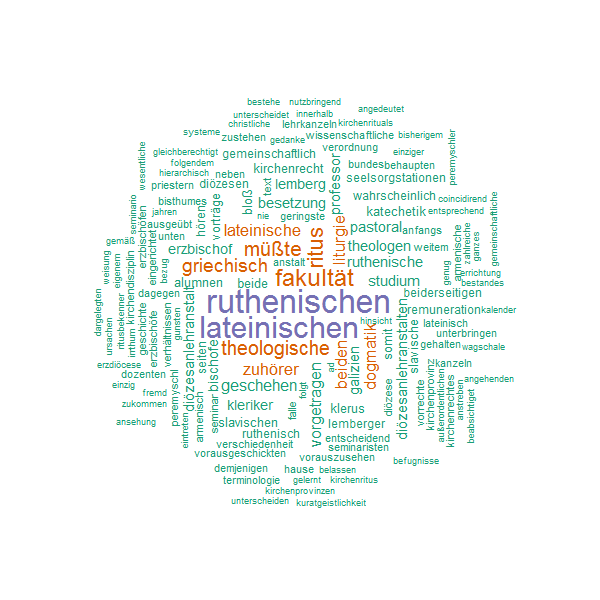 bestehe
nutzbringend
angedeutet
unterscheidet
innerhalb
christliche
lehrkanzeln
kirchenrituals
systeme
zustehen
gedanke
wissenschaftliche
bisherigem
verordnung
einziger
gleichberechtigt
gemeinschaftlich
folgendem
kirchenrecht
bundes
behaupten
peremyschler
wesentliche
hierarchisch
neben
seelsorgstationen
priestern
diözesen
text
lemberg
professor
wahrscheinlich
gemeinschaftliche
bisthumes
bloß
besetzung
coincidirend
seminario
jahren
hören
vorträge
nie
geringste
katechetik
entsprechend
ausgeübt
lateinische
ritus
liturgie
pastoral
anfangs
zahlreiche
gemäß
erzbischöfen
unten
erzbischof
müßte
theologen
weitem
armenische
ganzes
weisung
eingerichtet
bezug
griechisch
anstalt
ruthenische
genug
errichtung
eigenem
kirchendisziplin
alumnen
beide
fakultät
studium
bestandes
dagegen
beiderseitigen
dargelegten
ritusbekenner
diözesanlehranstalt
ruthenischen
remuneration
kalender
ursachen
irrthum
geschichte
erzbischöfe
verhältnissen
gunsten
lateinischen
hinsicht
diözesanlehranstalten
lateinisch
unterbringen
somit
slavische
gehalten
wagschale
erzdiöcese
seiten
bischofe
theologische
beiden
dogmatik
kanzeln
dozenten
zuhörer
ad
galizien
kirchenprovinz
angehenden
einzig
fremd
peremyschl
geschehen
folgt
diözese
vorrechte
außerordentlichen
kirchenrechtes
anstreben
beabsichtiget
zukommen
armenisch
seminar
kleriker
falle
vorgetragen
klerus
ansehung
eintreten
slavischen
lemberger
ruthenisch
entscheidend
verschiedenheit
seminaristen
vorausgeschickten
vorauszusehen
befugnisse
demjenigen
hause
belassen
terminologie
gelernt
kirchenritus
kirchenprovinzen
unterscheiden
kuratgeistlichkeit